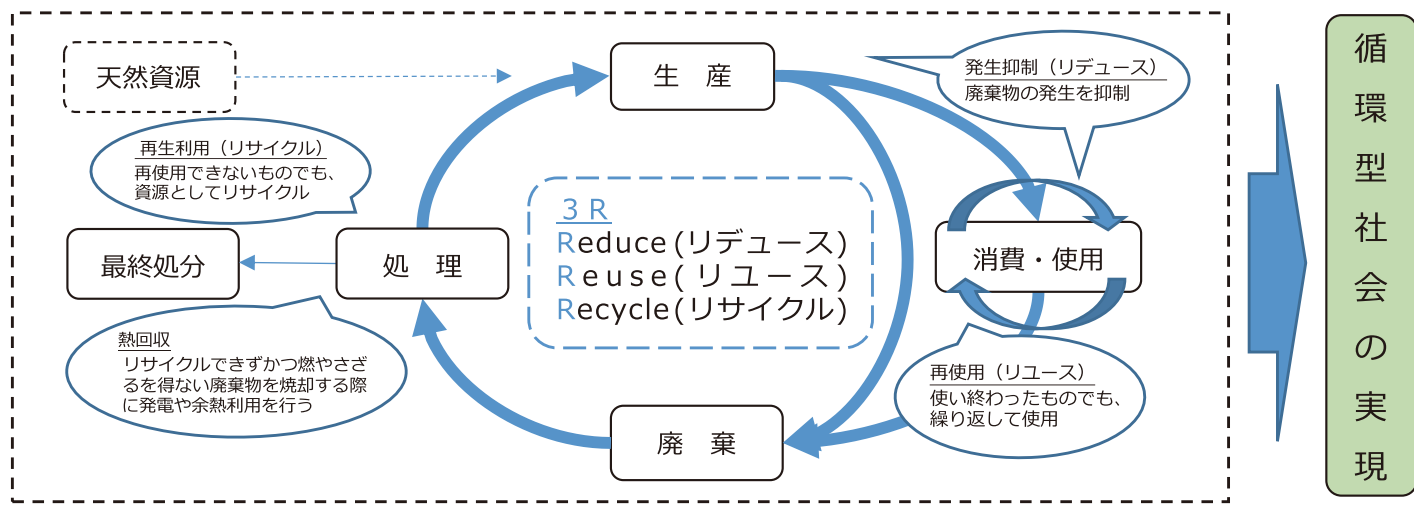 天然資源
生　産
発生抑制（リデュース）
廃棄物の発生を抑制
再生利用（リサイクル）
再使用できないものでも、
資源としてリサイクル
３Ｒ
Reduce(リデュース)
Reuse(リユース)
Recycle(リサイクル)
最終処分
処　理
消費・使用
熱回収
リサイクルできずかつ燃やさざ
るを得ない廃棄物を焼却する際
に発電や余熱利用を行う
再使用（リユース）
使い終わったものでも、
繰り返して使用
廃　棄
循環型社会の実現